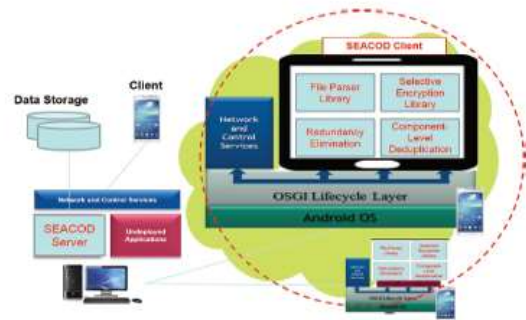 SEACOD Client
File Parser
Library
Selective
Encryption
Library
Redundancy
Elimination
Component-
Level
Deduplication
Network
and
Control
Services
OSGI Lifecycle Layer
Android OS
Data Storage
Client
Network and Control Services
SEACOD
Server
Undeployed
Applications